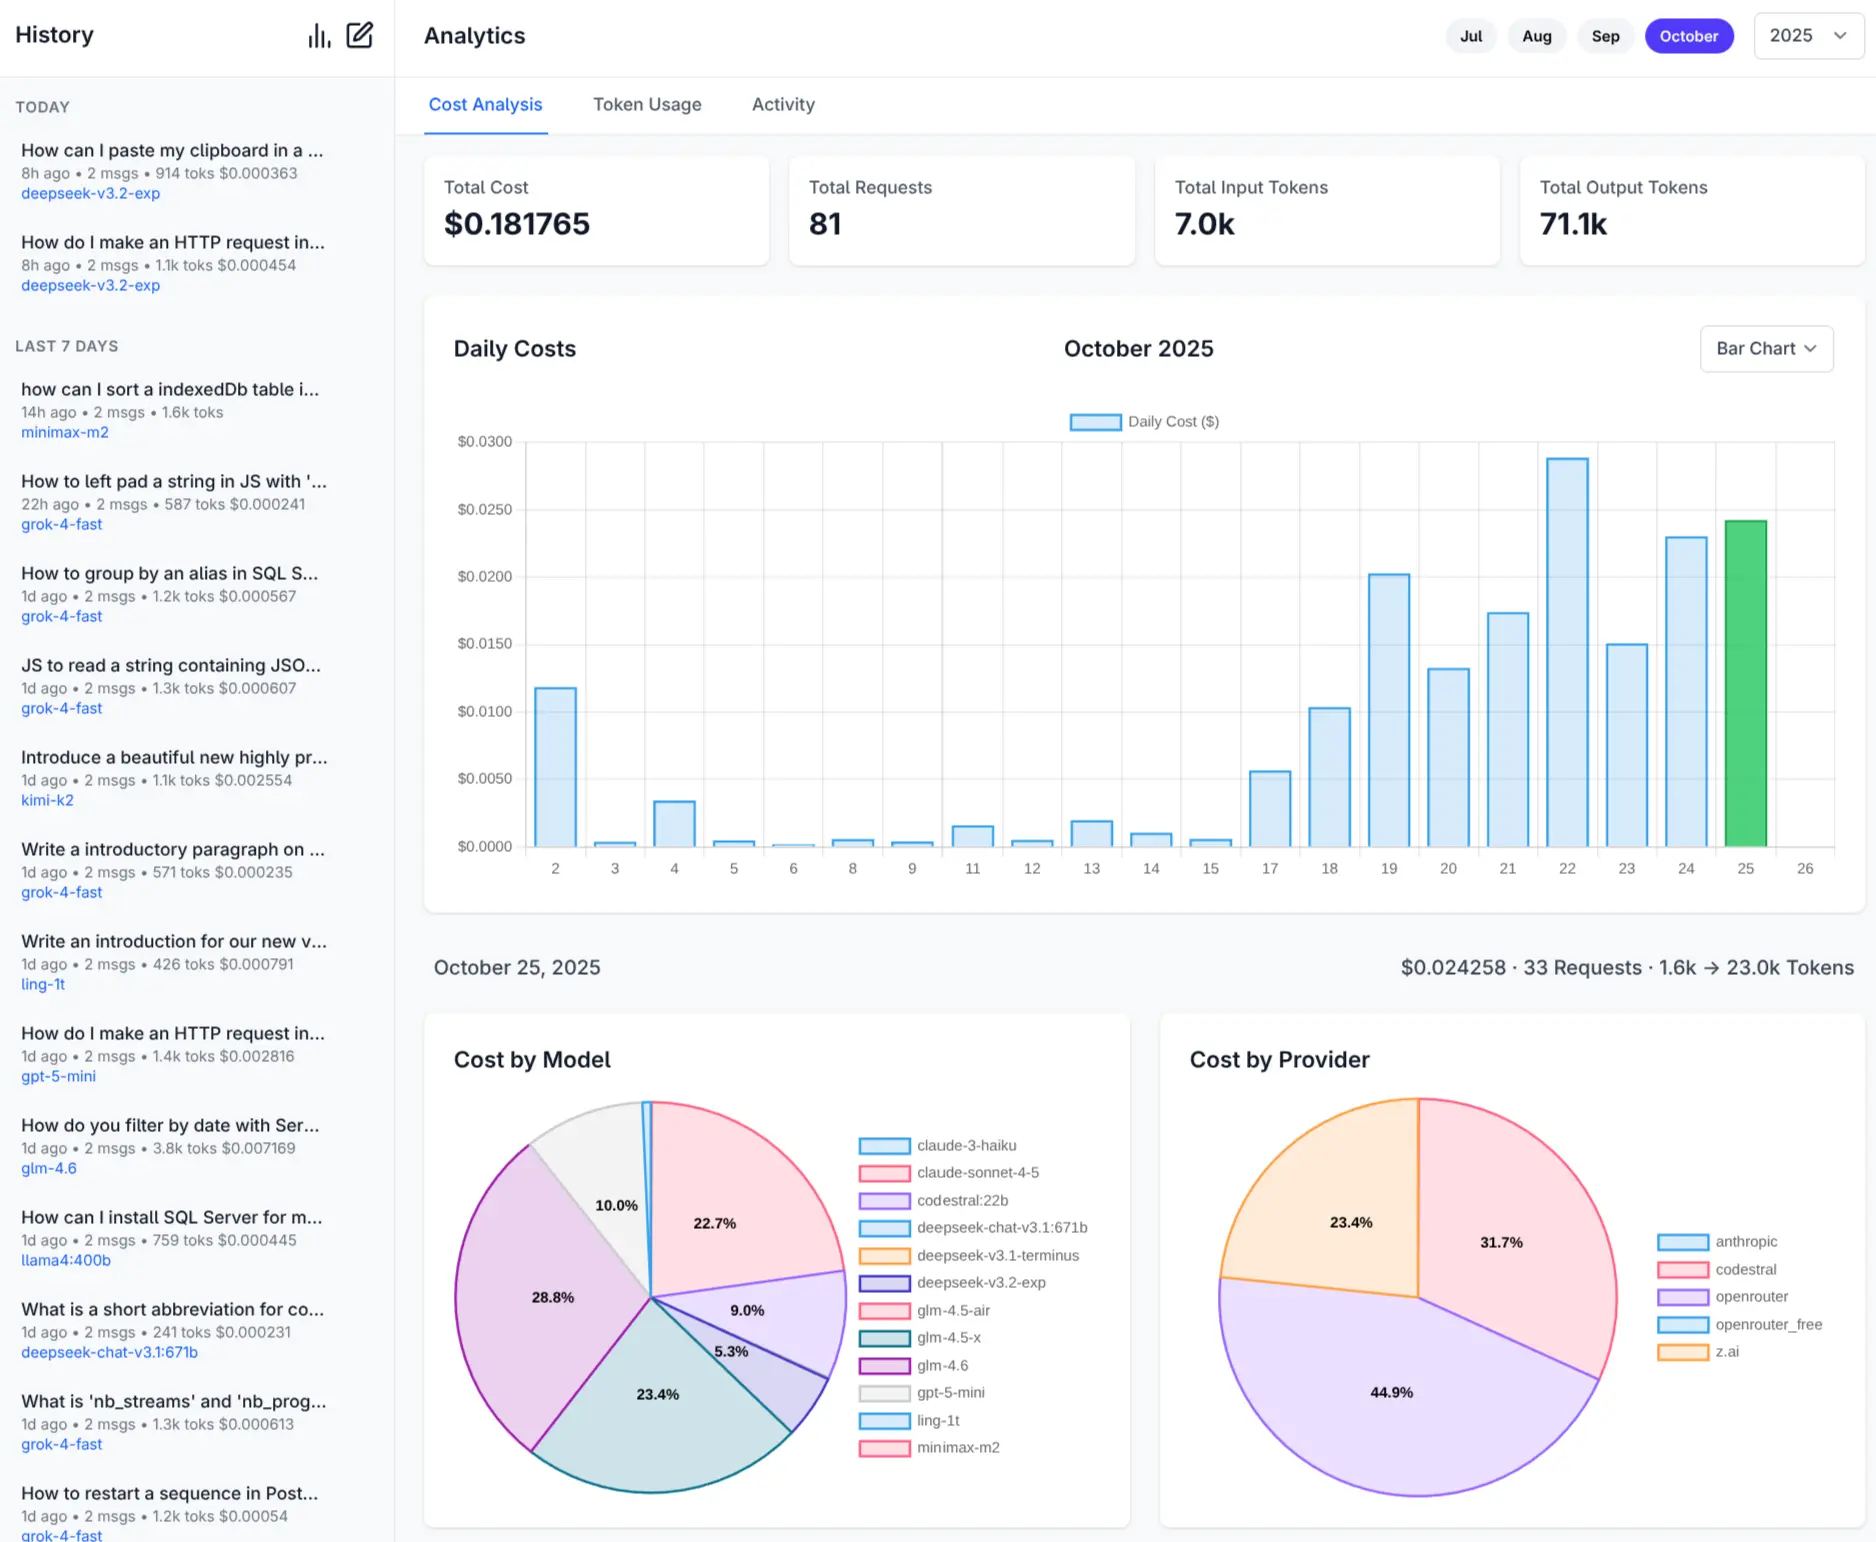 History
TODAY
How can I paste my clipboard in a ...
8h ago • 2 msgs • 914 toks $0.000363
deepseek-v3.2-exp
How do I make an HTTP request in...
8h ago • 2 msgs • 1.1k toks $0.000454
deepseek-v3.2-exp
LAST 7 DAYS
how can I sort a indexedDb table i...
14h ago • 2 msgs • 1.6k toks
minimax-m2
How to left pad a string in JS with '...
22h ago • 2 msgs • 587 toks $0.000241
grok-4-fast
How to group by an alias in SQL S...
1d ago • 2 msgs • 1.2k toks $0.000567
grok-4-fast
JS to read a string containing JSO...
1d ago • 2 msgs • 1.3k toks $0.000607
grok-4-fast
Introduce a beautiful new highly pr...
1d ago • 2 msgs • 1.1k toks $0.002554
kimi-k2
Write a introductory paragraph on ...
1d ago • 2 msgs • 571 toks $0.000235
grok-4-fast
Write an introduction for our new v...
1d ago • 2 msgs • 426 toks $0.000791
ling-1t
How do I make an HTTP request in...
1d ago • 2 msgs • 1.4k toks $0.002816
gpt-5-mini
How do you filter by date with Ser...
1d ago • 2 msgs • 3.8k toks $0.007169
glm-4.6
How can I install SQL Server for m...
1d ago • 2 msgs • 759 toks $0.000445
llama4:400b
What is a short abbreviation for co...
1d ago • 2 msgs • 241 toks $0.000231
deepseek-chat-v3.1:671b
What is 'nb_streams' and 'nb_prog...
1d ago • 2 msgs • 1.3k toks $0.000613
grok-4-fast
How to restart a sequence in Post...
1d ago • 2 msgs • 1.2k toks $0.00054
grok-4-fast
Analytics
Jul Aug Sep October 2025
Cost Analysis Token Usage Activity
Total Cost
$0.181765
Total Requests
81
Total Input Tokens
7.0k
Total Output Tokens
71.1k
Daily Costs October 2025 Bar Chart
Daily Cost ($)
$0.0300
$0.0250
$0.0200
$0.0150
$0.0100
$0.0050
$0.0000
2 3 4 5 6 8 9 11 12 13 14 15 17 18 19 20 21 22 23 24 25 26
October 25, 2025 $0.024258 · 33 Requests · 1.6k → 23.0k Tokens
Cost by Model
10.0%
22.7%
28.8%
9.0%
5.3%
23.4%
claude-3-haiku
claude-sonnet-4-5
codestral:22b
deepseek-chat-v3.1:671b
deepseek-v3.1-terminus
deepseek-v3.2-exp
glm-4.5-air
glm-4.5-x
glm-4.6
gpt-5-mini
ling-1t
minimax-m2
Cost by Provider
23.4%
31.7%
44.9%
anthropic
codestral
openrouter
openrouter_free
z.ai